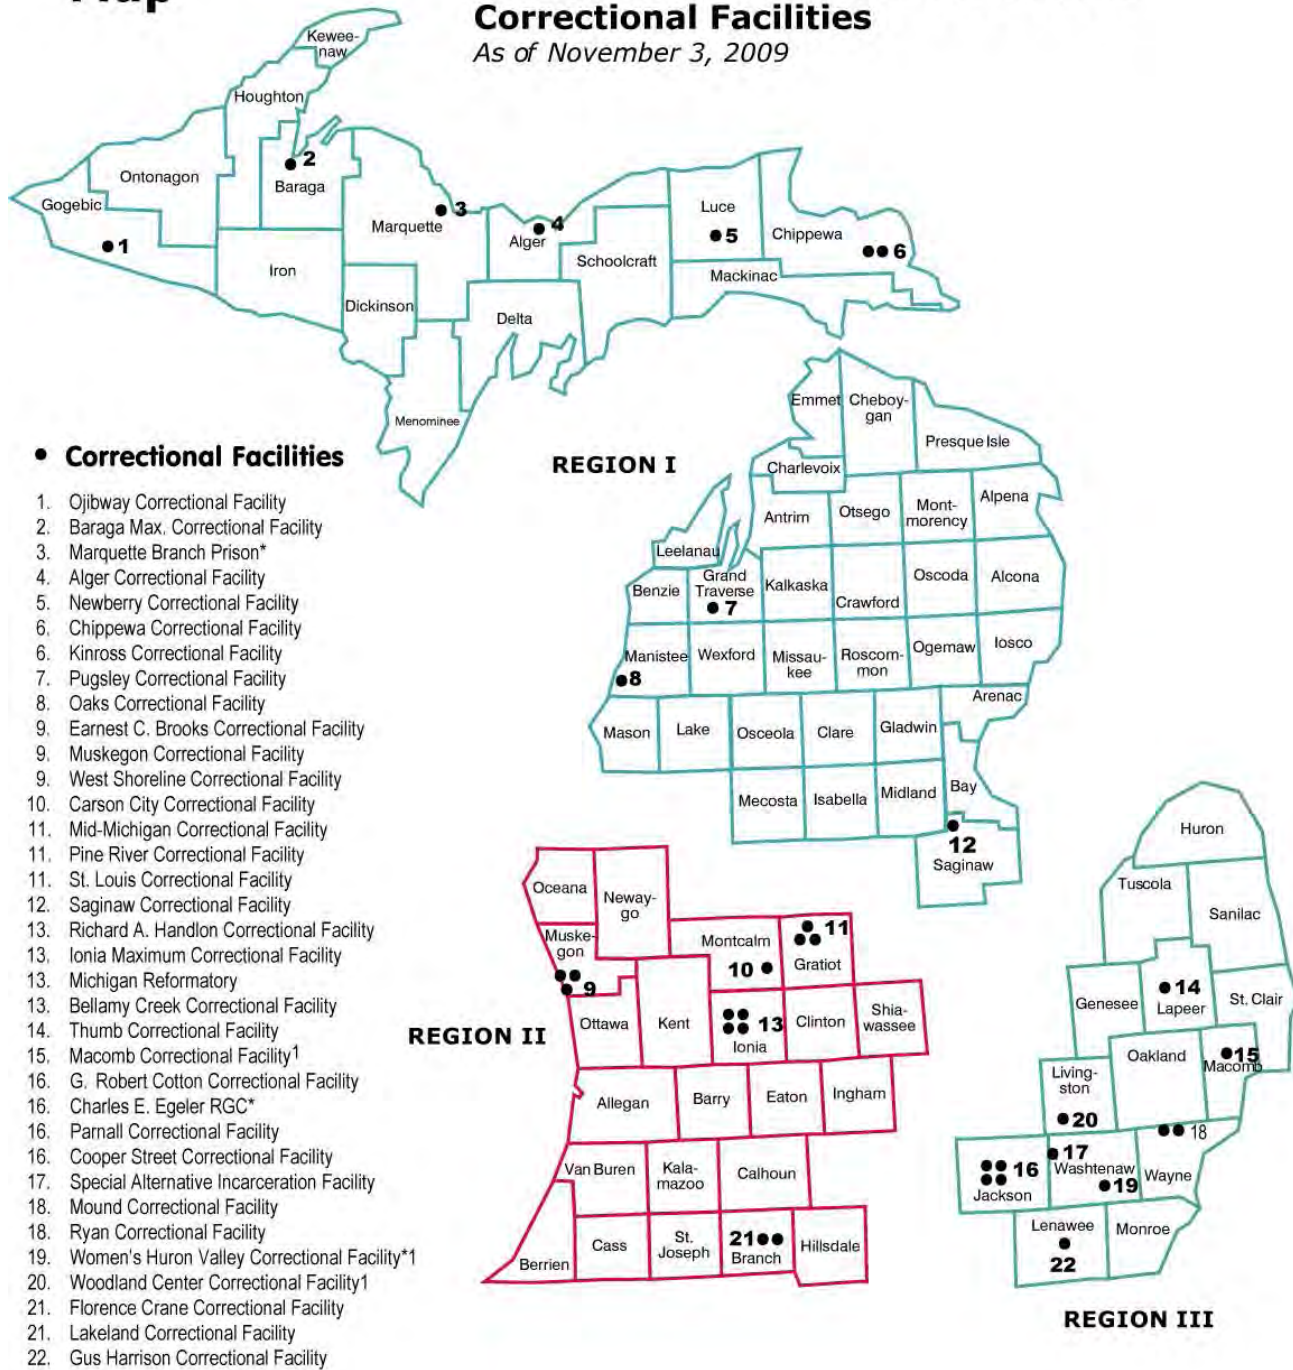 Map
Correctional Facilities
As of November 3, 2009
Kewee-
naw
Houghton
2
Baraga
Ontonagon
Gogebic
1
3
Marquette
4
Alger
Luce
5
Chippewa
6
Schoolcraft
Mackinac
Iron
Dickinson
Delta
Menominee
REGION I
Emmet
Cheboy-
gan
Presque Isle
Charlevoix
Antrim
Otsego
Mont-
morency
Alpena
Leelanau
Benzie
Grand
Traverse
7
Kalkaska
Crawford
Oscoda
Alcona
Manistee
8
Wexford
Missau-
kee
Roscom-
mon
Ogemaw
Iosco
Arenac
Mason
Lake
Osceola
Clare
Gladwin
Mecosta
Isabella
Midland
Bay
12
Saginaw
• Correctional Facilities
1. Ojibway Correctional Facility
2. Baraga Max. Correctional Facility
3. Marquette Branch Prison*
4. Alger Correctional Facility
5. Newberry Correctional Facility
6. Chippewa Correctional Facility
6. Kinross Correctional Facility
7. Pugsley Correctional Facility
8. Oaks Correctional Facility
9. Earnest C. Brooks Correctional Facility
9. Muskegon Correctional Facility
9. West Shoreline Correctional Facility
10. Carson City Correctional Facility
11. Mid-Michigan Correctional Facility
11. Pine River Correctional Facility
11. St. Louis Correctional Facility
12. Saginaw Correctional Facility
13. Richard A. Handlon Correctional Facility
13. Ionia Maximum Correctional Facility
13. Michigan Reformatory
13. Bellamy Creek Correctional Facility
14. Thumb Correctional Facility
15. Macomb Correctional Facility1
16. G. Robert Cotton Correctional Facility
16. Charles E. Egeler RGC*
16. Parnall Correctional Facility
16. Cooper Street Correctional Facility
17. Special Alternative Incarceration Facility
18. Mound Correctional Facility
18. Ryan Correctional Facility
19. Women's Huron Valley Correctional Facility*1
20. Woodland Center Correctional Facility1
21. Florence Crane Correctional Facility
21. Lakeland Correctional Facility
22. Gus Harrison Correctional Facility
REGION II
Oceana
Neway-
go
Muske-
gon
9
Montcalm
10
11
Gratiot
Ottawa
Kent
13
Ionia
Clinton
Shia-
wassee
Allegan
Barry
Eaton
Ingham
Van Buren
Kala-
mazoo
Calhoun
Berrien
Cass
St.
Joseph
21
Branch
Hillsdale
Huron
Tuscola
Sanilac
Genesee
14
Lapeer
St. Clair
Oakland
15
Macomb
Living-
ston
20
18
16
Jackson
17
Washtenaw
19
Wayne
Lenawee
22
Monroe
REGION III